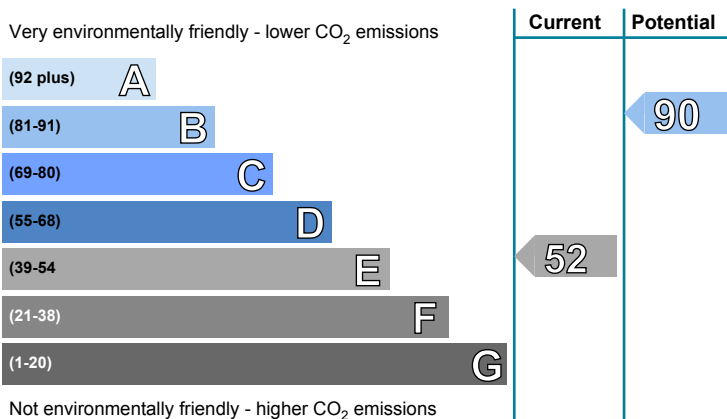 Very environmentally friendly - lower CO2 emissions
Current
Potential
(92 plus) A
(81-91) B
90
(69-80) C
(55-68) D
(39-54 E
52
(21-38) F
(1-20) G
Not environmentally friendly - higher CO2 emissions